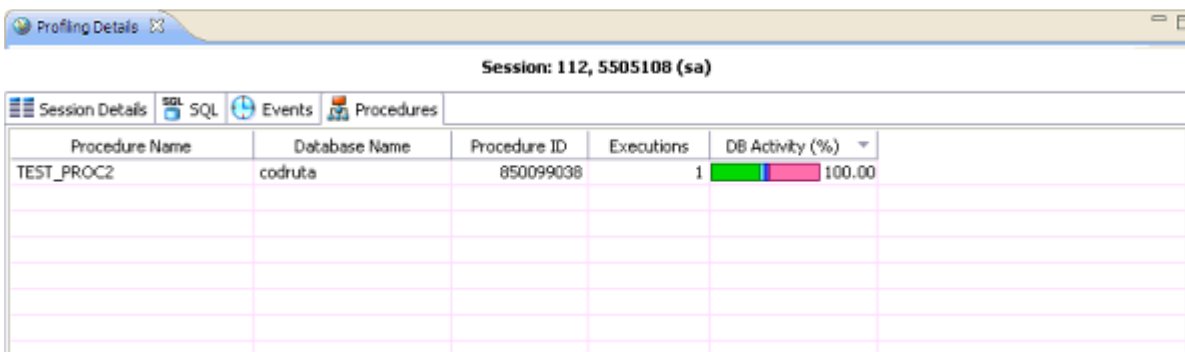 Profiling Details
Session: 112, 5505108 (sa)
Session Details SQL SQL Events Procedures
Procedure Name Database Name Procedure ID Executions DB Activity (%)
TEST_PROC2 codruta 850099038 1 100.00